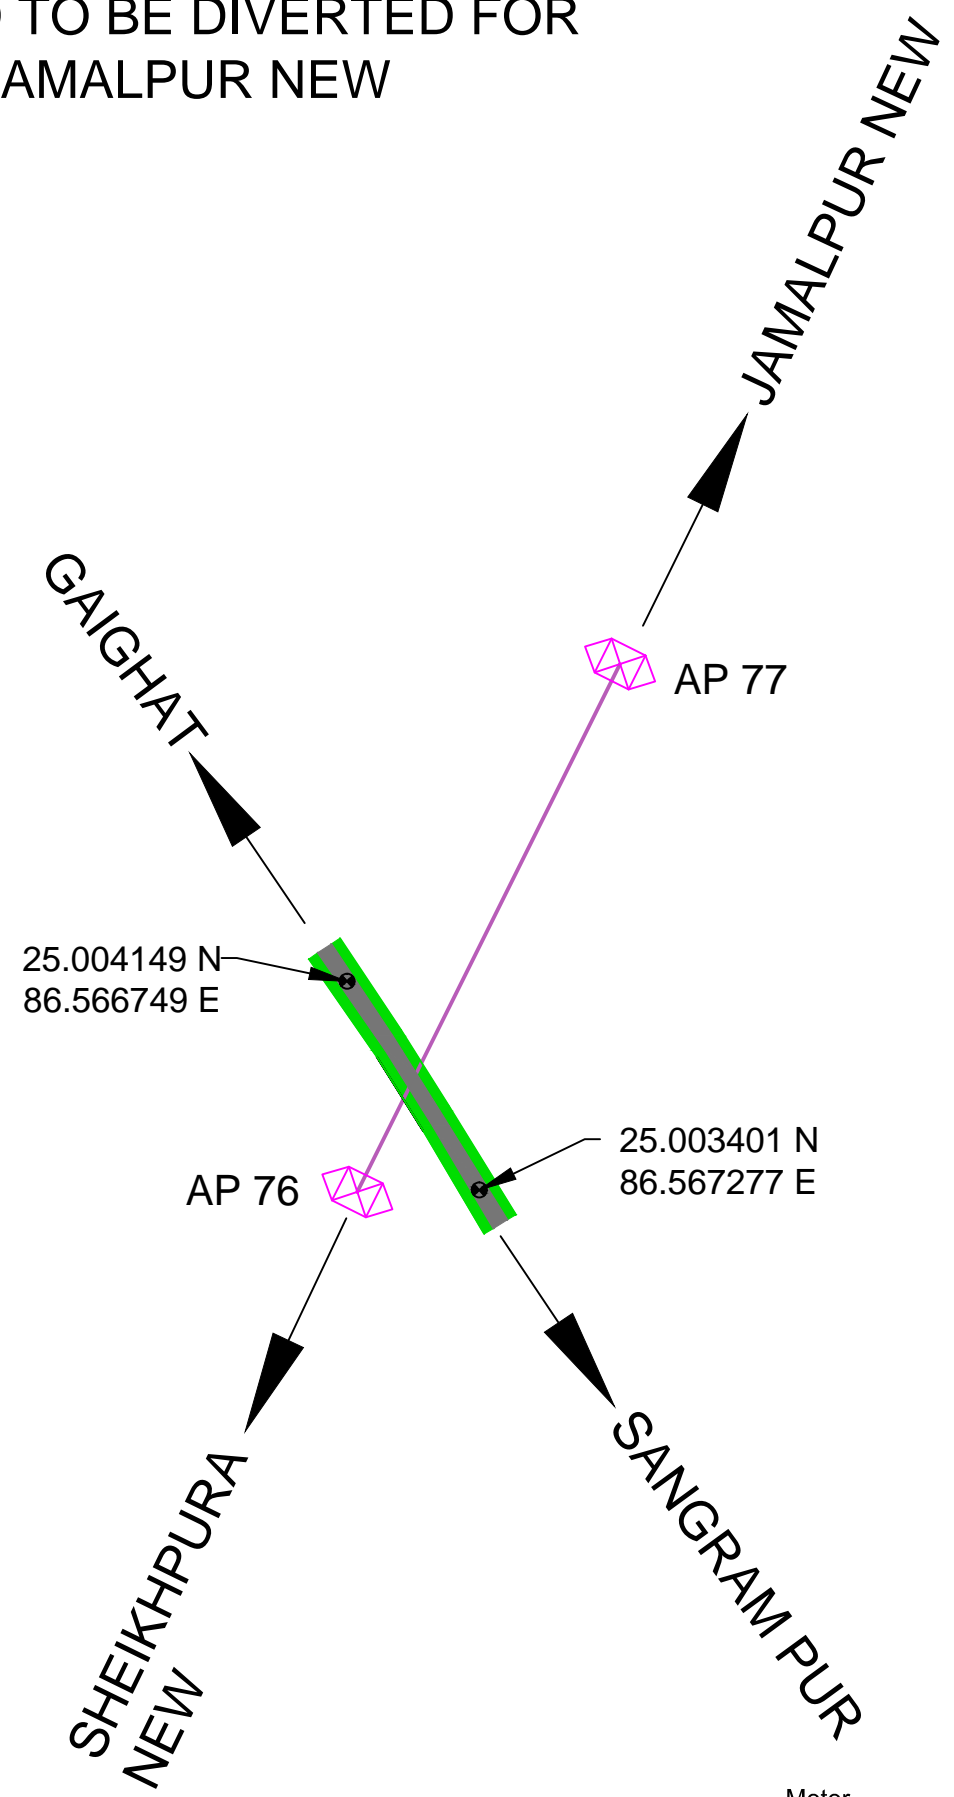 TO BE DIVERTED FOR
AMALPUR NEW
JAMALPUR NEW
GAIGHAT
AP 77
25.004149 N
86.566749 E
25.003401 N
86.567277 E
AP 76
SHEIKHPURA
NEW
SANGRAM PUR